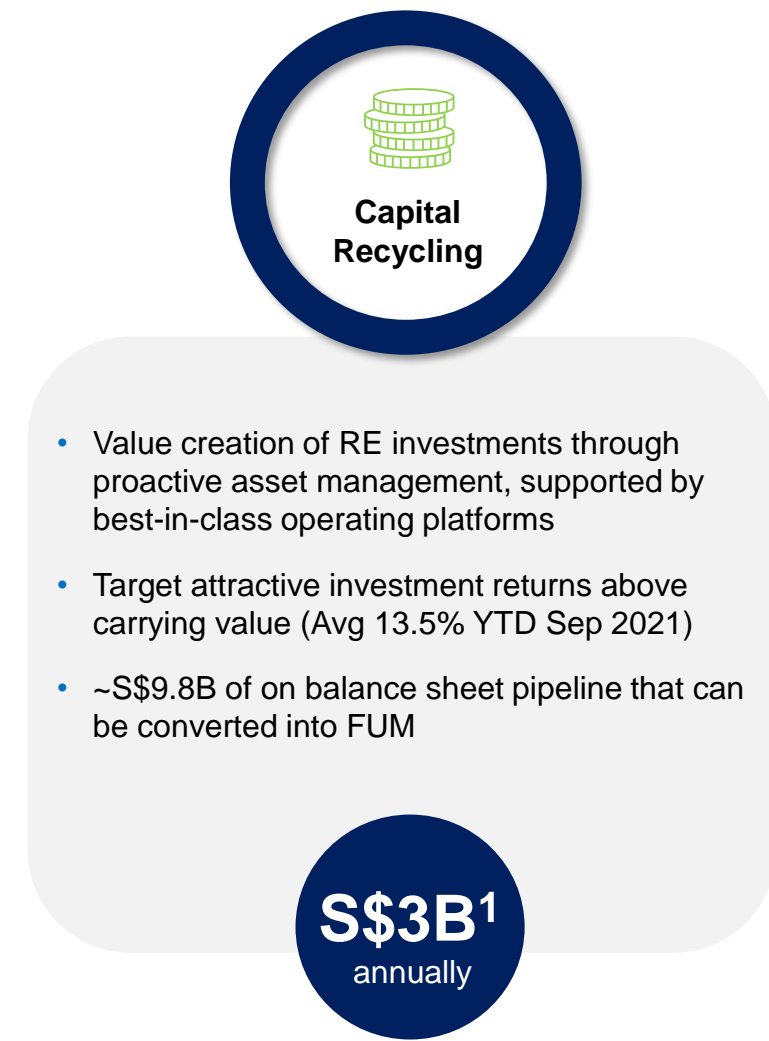 Capital
Recycling
• Value creation of RE investments through
proactive asset management, supported by
best-in-class operating platforms
• Target attractive investment returns above
carrying value (Avg 13.5% YTD Sep 2021)
• ~S$9.8B of on balance sheet pipeline that can
be converted into FUM
S$3B¹
annually